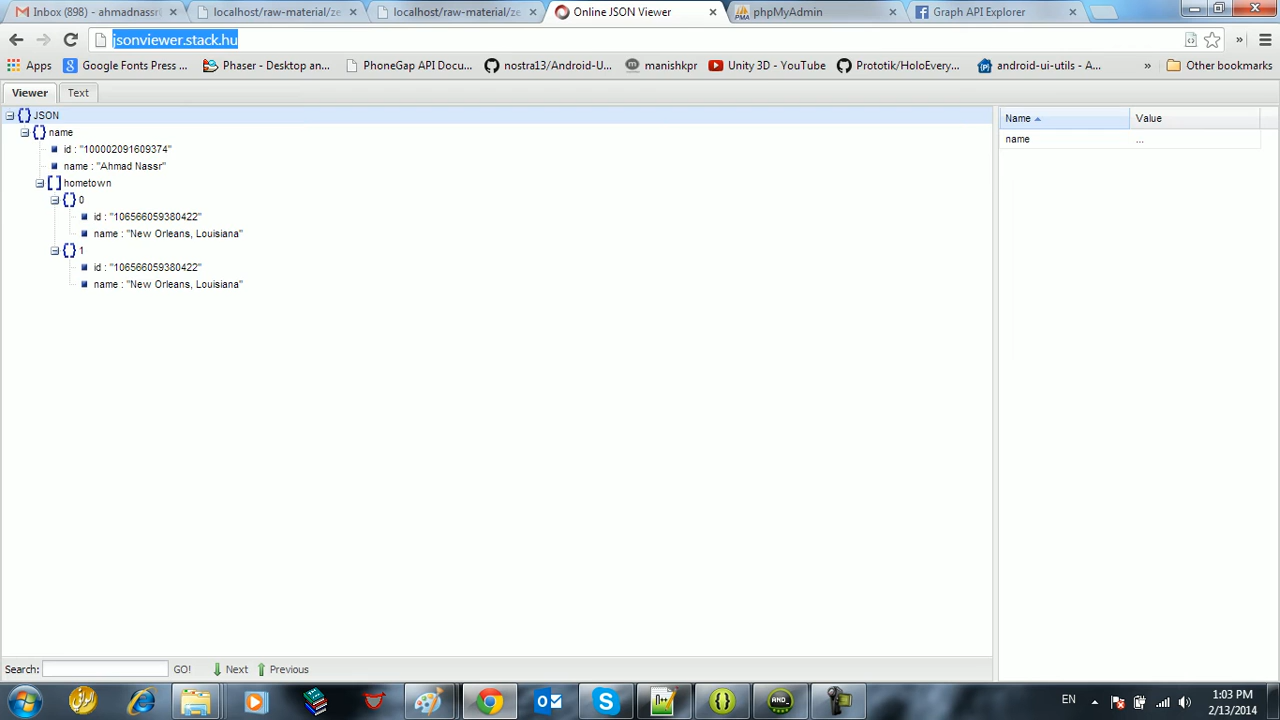 Inbox (898) - ahmadnassr
localhost/raw-material/ze
localhost/raw-material/ze
Online JSON Viewer
phpMyAdmin
Graph API Explorer
jsonviewer.stack.hu
Apps
Google Fonts Press ...
Phaser - Desktop an...
PhoneGap API Docu...
nostra13/Android-U...
manishkpr
Unity 3D - YouTube
Prototik/HoloEvery...
android-ui-utils - A...
»
Other bookmarks
Viewer
Text
JSON
name
id : "100002091609374"
name : "Ahmad Nassr"
hometown
0
id : "106566059380422"
name : "New Orleans, Louisiana"
1
id : "106566059380422"
name : "New Orleans, Louisiana"
Name
Value
name
...
Search:
GO!
Next
Previous
EN
1:03 PM
2/13/2014